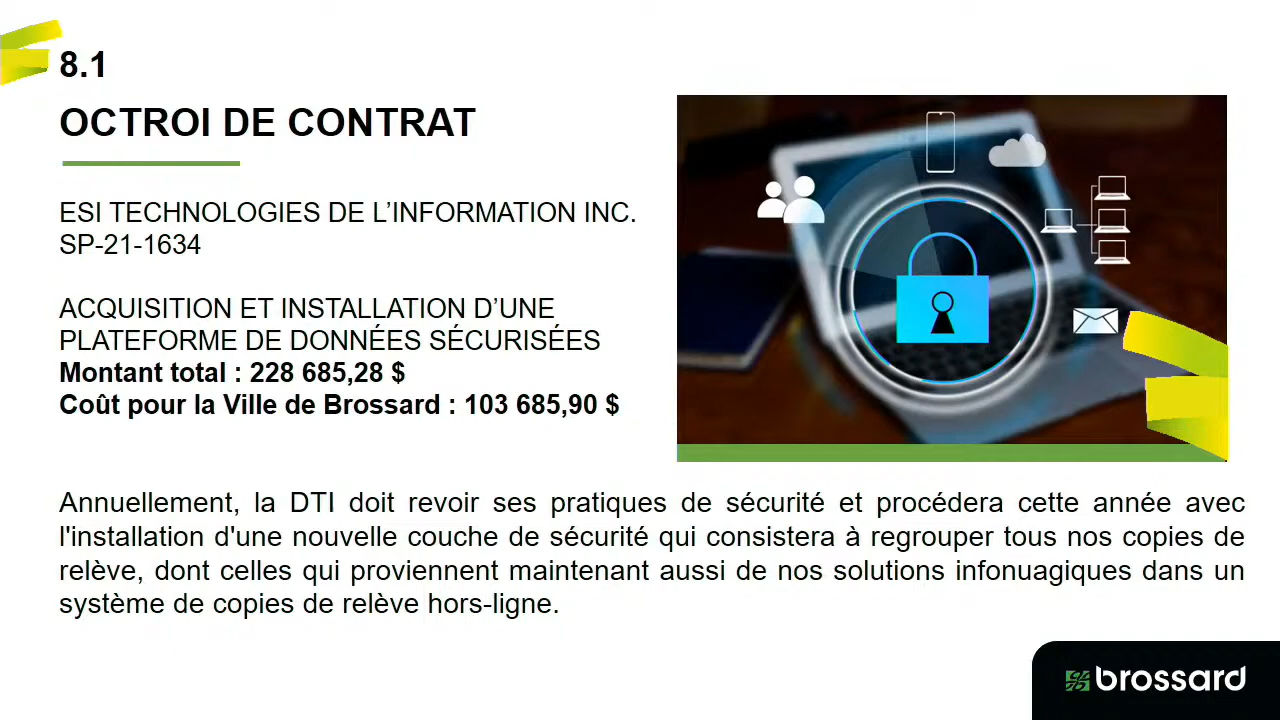 8.1
OCTROI DE CONTRAT
ESI TECHNOLOGIES DE L’INFORMATION INC.
SP-21-1634
ACQUISITION ET INSTALLATION D’UNE
PLATEFORME DE DONNÉES SÉCURISÉES
Montant total : 228 685,28 $
Coût pour la Ville de Brossard : 103 685,90 $
Annuellement, la DTI doit revoir ses pratiques de sécurité et procédera cette année avec
l'installation d'une nouvelle couche de sécurité qui consistera à regrouper tous nos copies de
relève, dont celles qui proviennent maintenant aussi de nos solutions infonuagiques dans un
système de copies de relève hors-ligne.
brossard